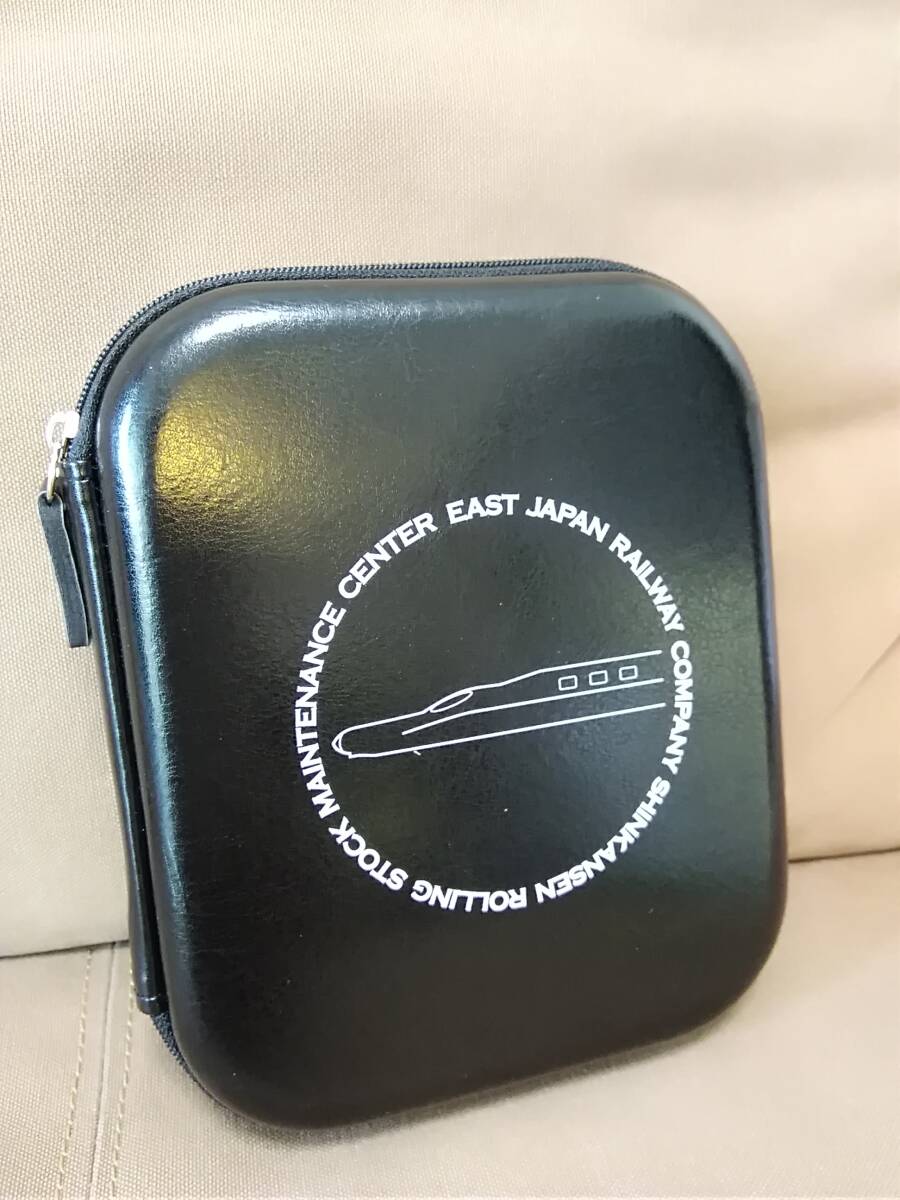 EAST JAPAN RAILWAY COMPANY SHINKANSEN ROLLING STOCK MAINTENANCE CENTER